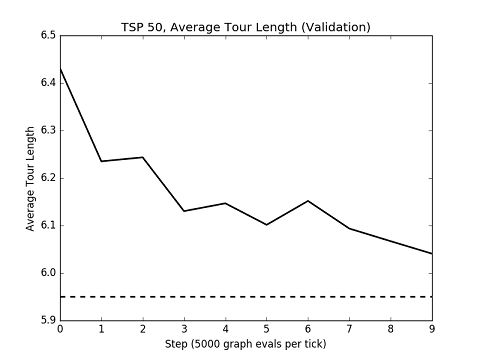 TSP 50, Average Tour Length (Validation)
6.5
6.4
6.3
6.2
6.1
6.0
5.9
Average Tour Length
0 1 2 3 4 5 6 7 8 9
Step (5000 graph evals per tick)